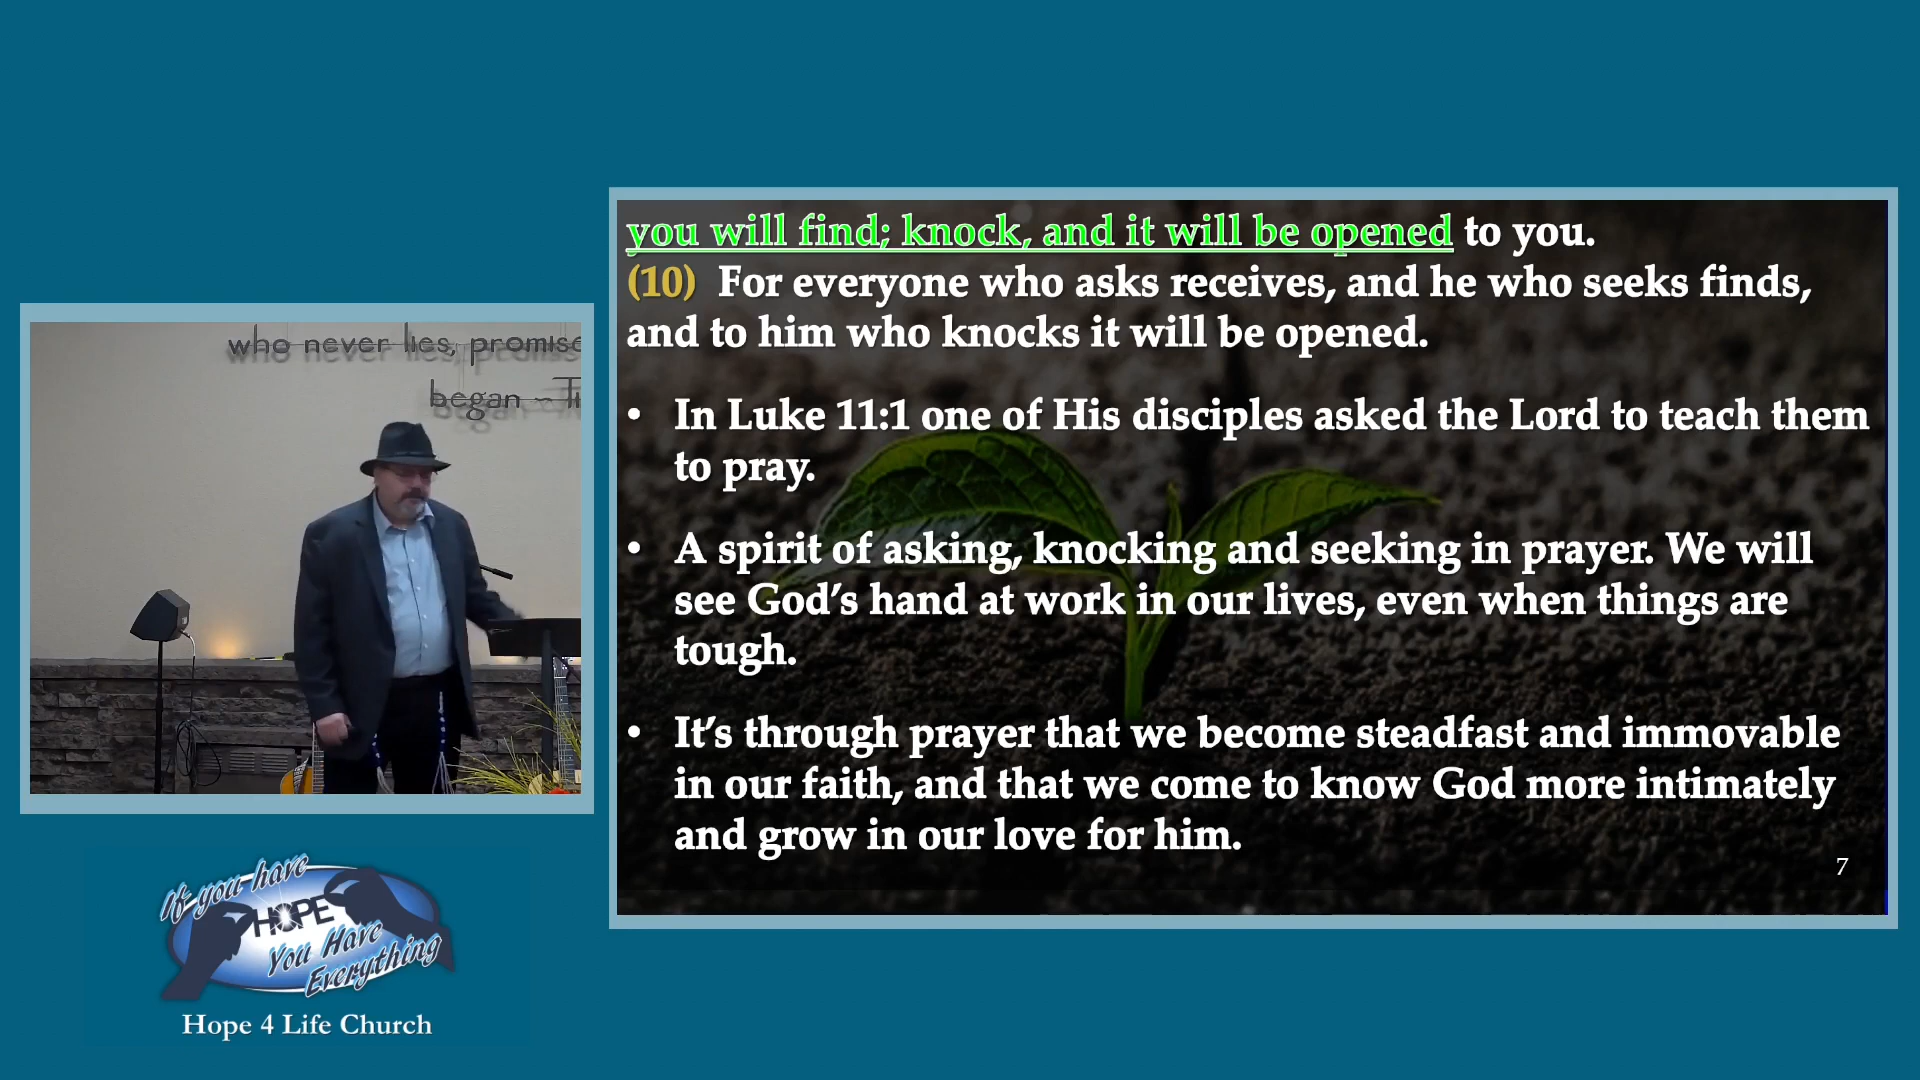 you will find; knock, and it will be opened to you.
(10) For everyone who asks receives, and he who seeks finds,
and to him who knocks it will be opened.
• In Luke 11:1 one of His disciples asked the Lord to teach them
to pray.
• A spirit of asking, knocking and seeking in prayer. We will
see God's hand at work in our lives, even when things are
tough.
• It's through prayer that we become steadfast and immovable
in our faith, and that we come to know God more intimately
and grow in our love for him.
7
who never lies, promise
began ~ Ti
If you have
HOPE
You Have
Everything
Hope 4 Life Church